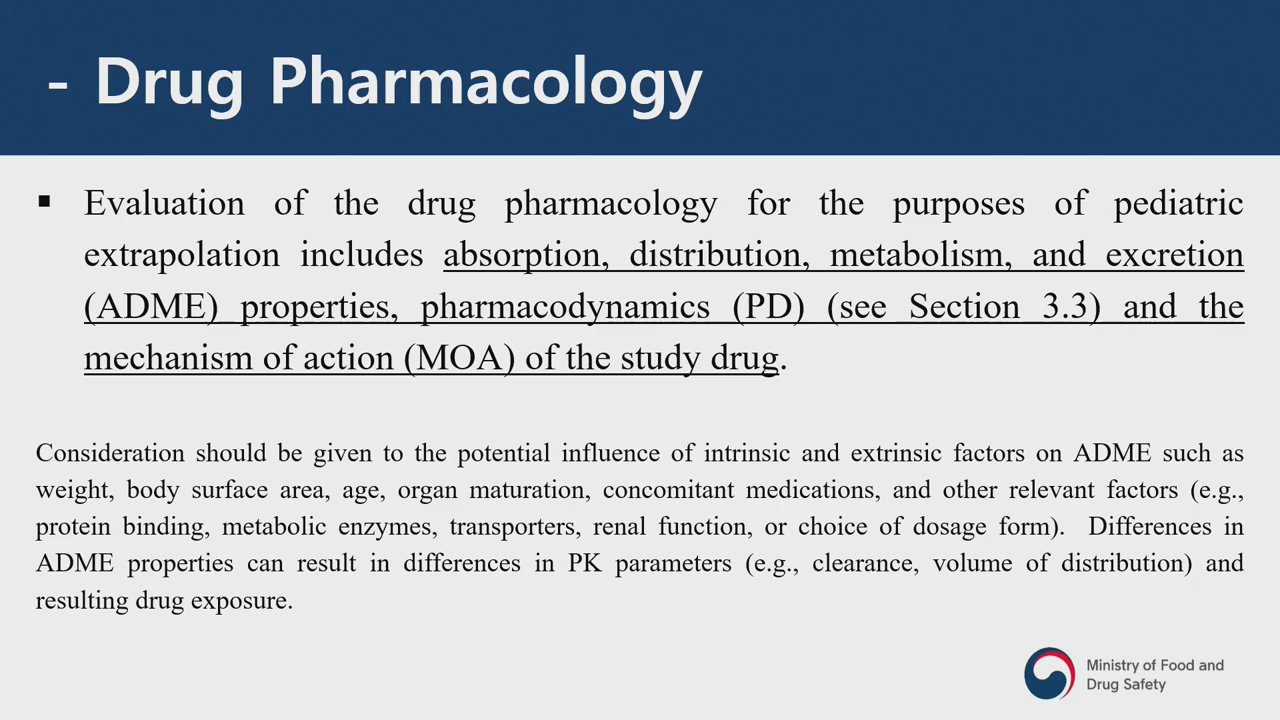 - Drug Pharmacology
▪ Evaluation of the drug pharmacology for the purposes of pediatric
extrapolation includes absorption, distribution, metabolism, and excretion
(ADME) properties, pharmacodynamics (PD) (see Section 3.3) and the
mechanism of action (MOA) of the study drug.
Consideration should be given to the potential influence of intrinsic and extrinsic factors on ADME such as
weight, body surface area, age, organ maturation, concomitant medications, and other relevant factors (e.g.,
protein binding, metabolic enzymes, transporters, renal function, or choice of dosage form). Differences in
ADME properties can result in differences in PK parameters (e.g., clearance, volume of distribution) and
resulting drug exposure.
Ministry of Food and
Drug Safety